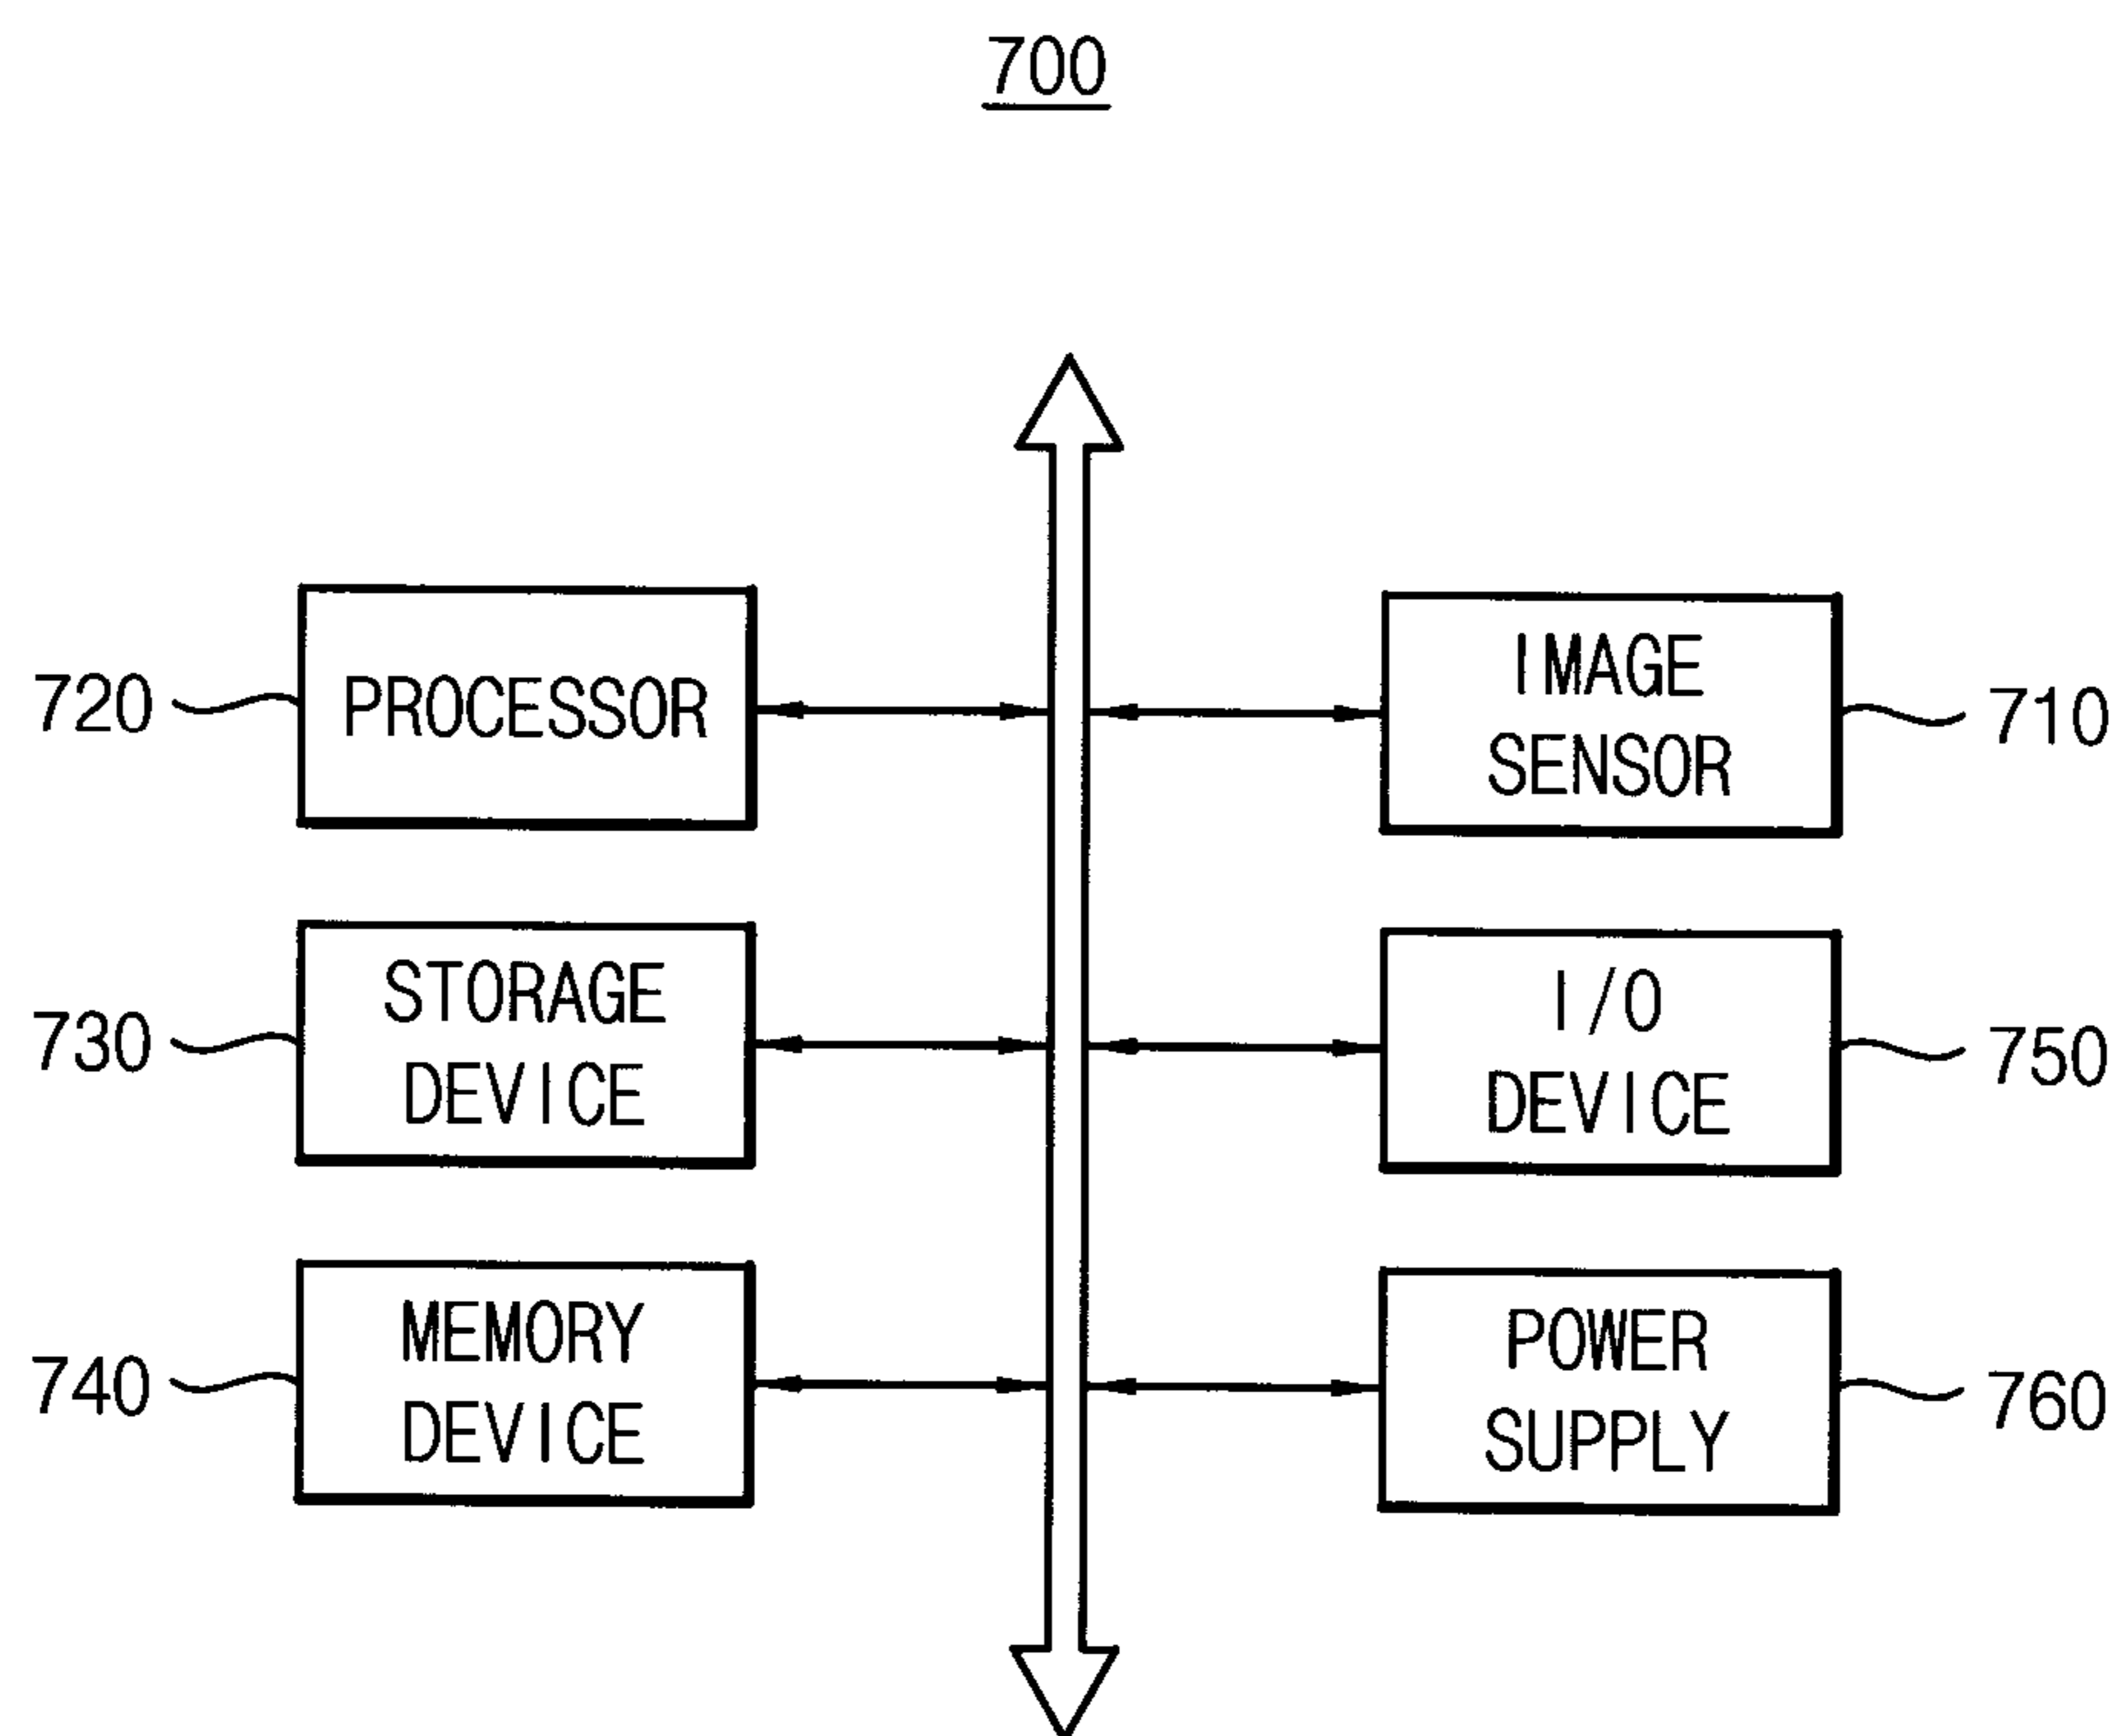 700
720
PROCESSOR
IMAGE
SENSOR
710
730
STORAGE
DEVICE
I/O
DEVICE
750
740
MEMORY
DEVICE
POWER
SUPPLY
760